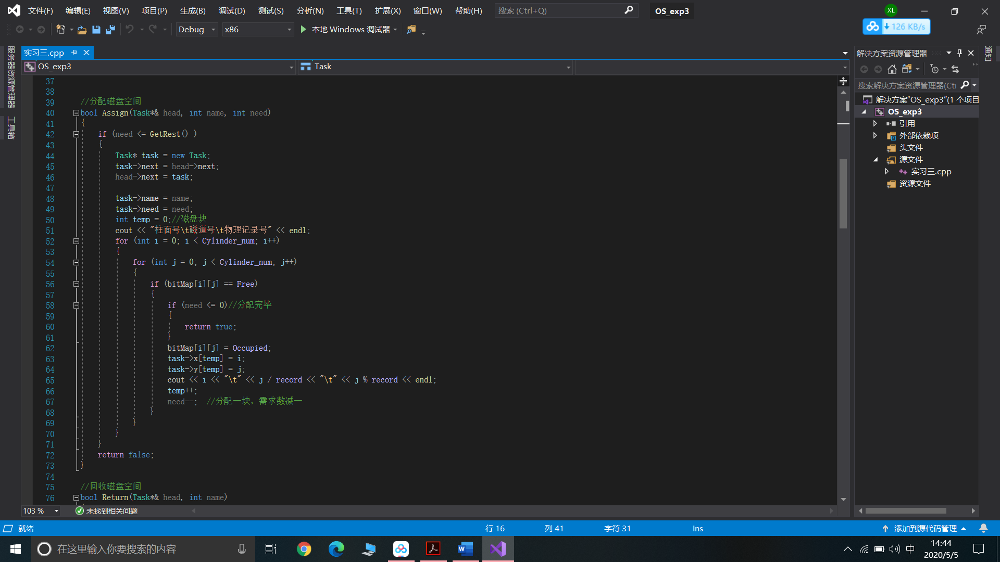 文件(F) 编辑(E) 视图(V) 项目(P) 生成(B) 调试(D) 测试(S) 分析(N) 工具(T) 扩展(X) 窗口(W) 帮助(H) 搜索 (Ctrl+Q) OS_exp3 XL
Debug x86 本地 Windows 调试器 126 KB/s
服务器资源管理器
工具箱
实习三.cpp
OS_exp3 Task
37
38
39 //分配磁盘空间
40 bool Assign(Task*& head, int name, int need)
41 {
42 if (need <= GetRest() )
43 {
44 Task* task = new Task;
45 task->next = head->next;
46 head->next = task;
47
48 task->name = name;
49 task->need = need;
50 int temp = 0;//磁盘块
51 cout << "柱面号\t磁道号\t物理记录号" << endl;
52 for (int i = 0; i < Cylinder_num; i++)
53 {
54 for (int j = 0; j < Cylinder_num; j++)
55 {
56 if (bitMap[i][j] == Free)
57 {
58 if (need <= 0)//分配完毕
59 {
60 return true;
61 }
62 bitMap[i][j] = Occupied;
63 task->x[temp] = i;
64 task->y[temp] = j;
65 cout << i << "\t" << j / record << "\t" << j % record << endl;
66 temp++;
67 need--; //分配一块，需求数减一
68 }
69 }
70 }
71 }
72 return false;
73 }
74
75 //回收磁盘空间
76 bool Return(Task*& head, int name)
103 % 未找到相关问题
解决方案资源管理器
搜索解决方案资源管理器(Ctrl
解决方案"OS_exp3"(1 个项目
OS_exp3
引用
外部依赖项
头文件
源文件
实习三.cpp
资源文件
通知
就绪 行 16 列 41 字符 31 Ins 添加到源代码管理
在这里输入你要搜索的内容 中 14:44
2020/5/5